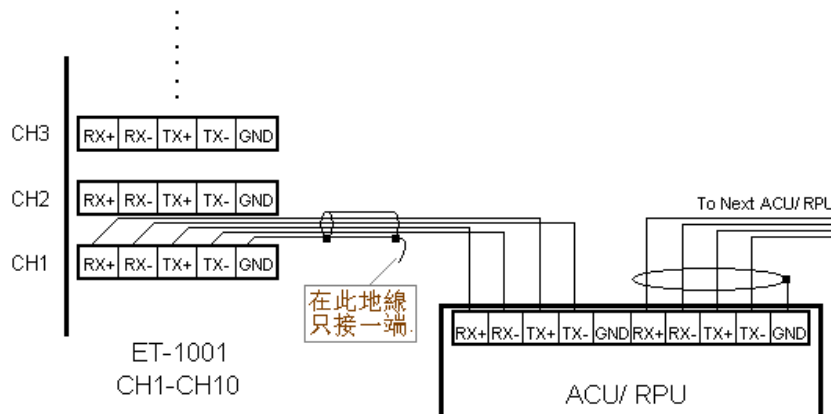 CH3 RX+ RX- TX+ TX- GND
CH2 RX+ RX- TX+ TX- GND
To Next ACU/ RPU
CH1 RX+ RX- TX+ TX- GND
在此地線
只接一端.
RX+ RX- TX+ TX- GND RX+ RX- TX+ TX- GND
ET-1001
CH1-CH10
ACU/ RPU